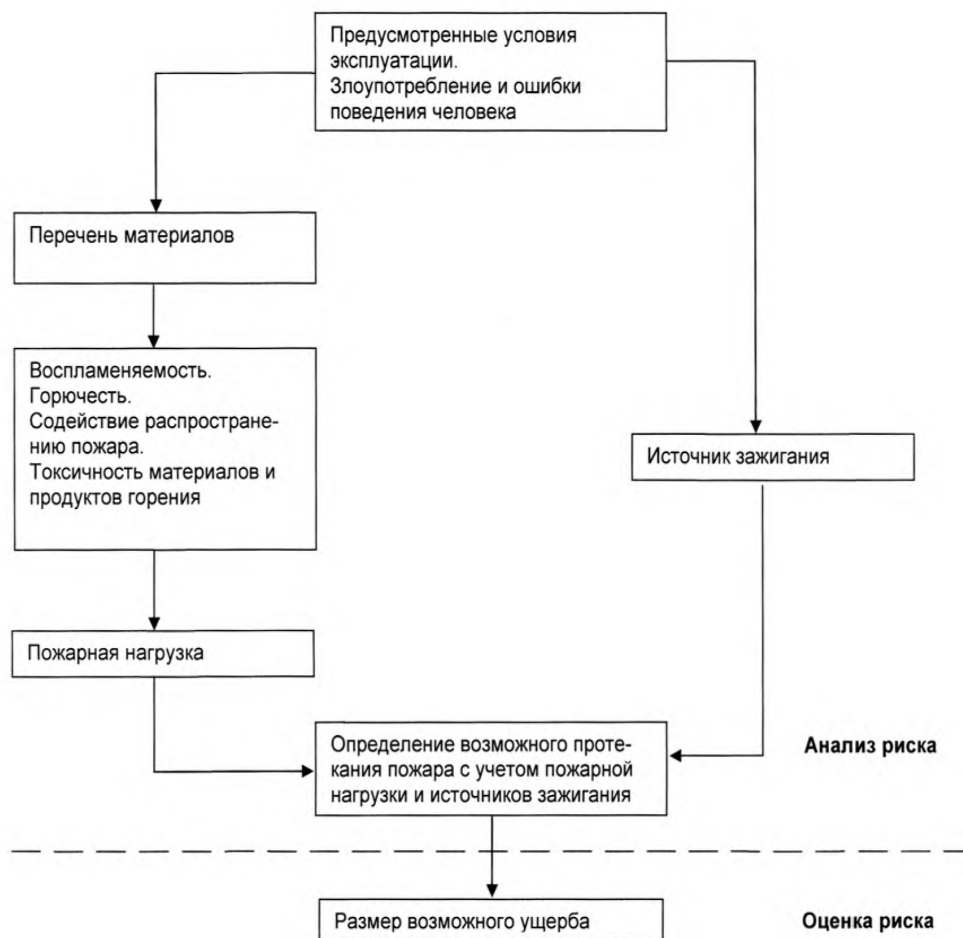 Предусмотренные условия
эксплуатации.
Злоупотребление и ошибки
поведения человека
Перечень материалов
Воспламеняемость.
Горючесть.
Содействие распростране-
нию пожара.
Токсичность материалов и
продуктов горения
Источник зажигания
Пожарная нагрузка
Определение возможного проте-
кания пожара с учетом пожарной
нагрузки и источников зажигания
Анализ риска
Размер возможного ущерба
Оценка риска